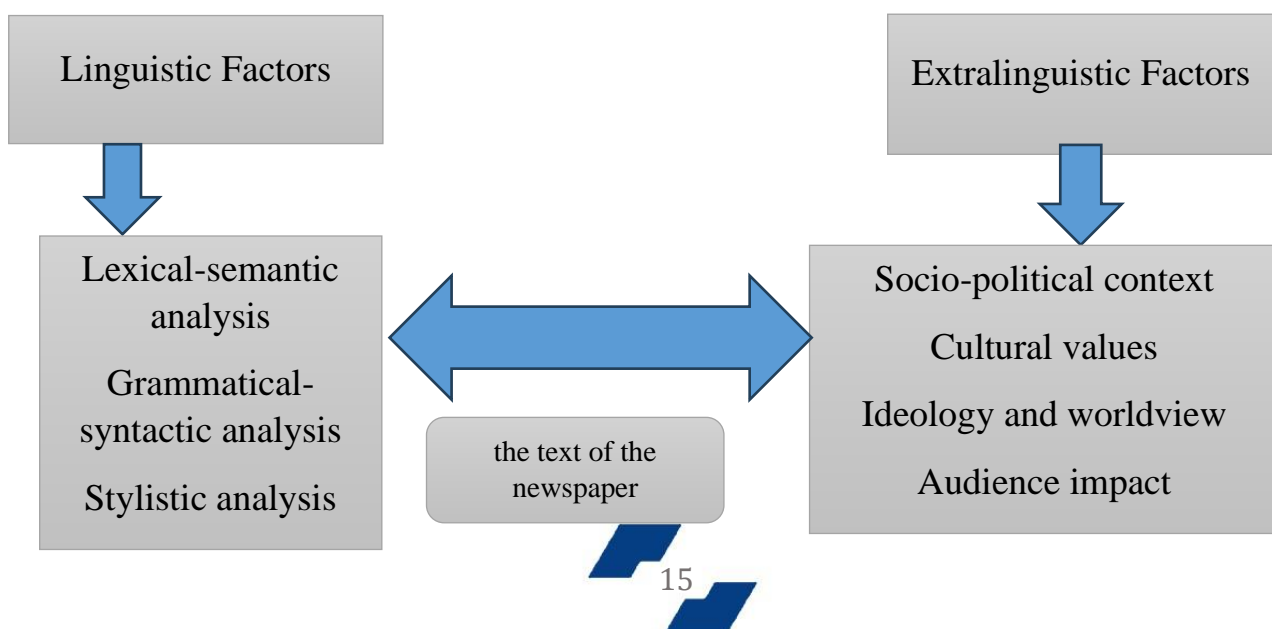 Linguistic Factors
Extralinguistic Factors
Lexical-semantic
analysis
Grammatical-
syntactic analysis
Stylistic analysis
Socio-political context
Cultural values
Ideology and worldview
Audience impact
the text of the
newspaper
15